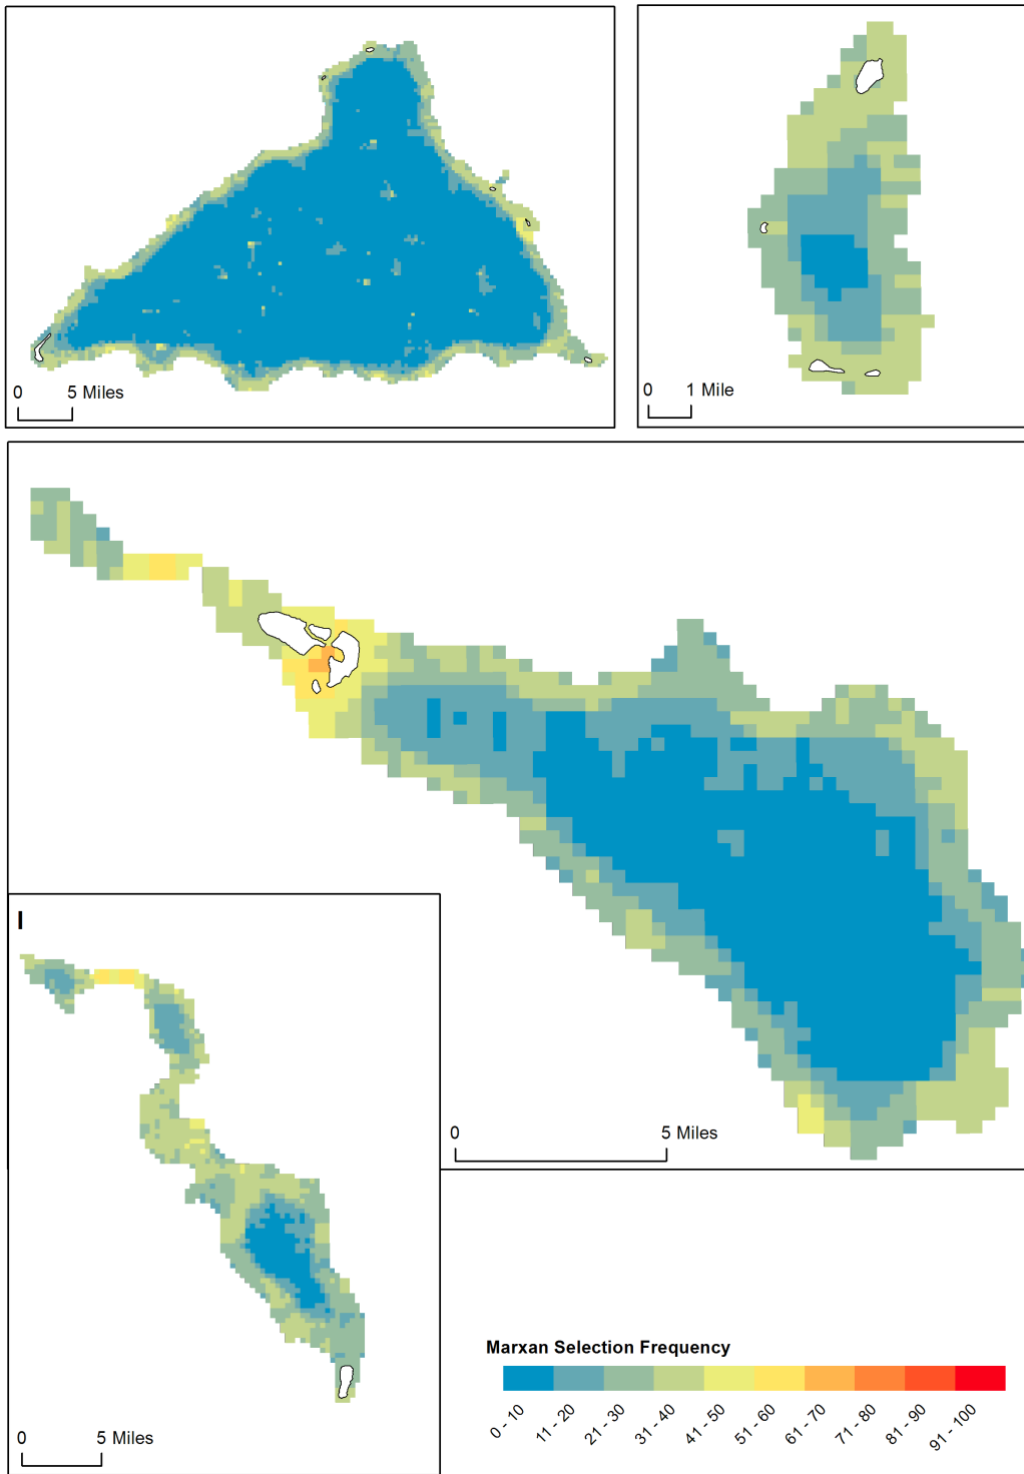 0 5 Miles
0 1 Mile
0 5 Miles
I
0 5 Miles
Marxan Selection Frequency
0 - 10
11 - 20
21 - 30
31 - 40
41 - 50
51 - 60
61 - 70
71 - 80
81 - 90
91 - 100